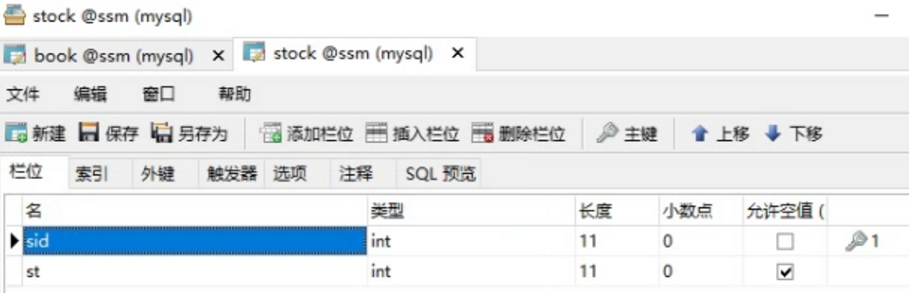 stock @ssm (mysql)
book @ssm (mysql) stock @ssm (mysql)
文件 编辑 窗口 帮助
新建 保存 另存为 添加栏位 插入栏位 删除栏位 主键 上移 下移
栏位 索引 外键 触发器 选项 注释 SQL 预览
名 类型 长度 小数点 允许空值 (
sid int 11 0 1
st int 11 0